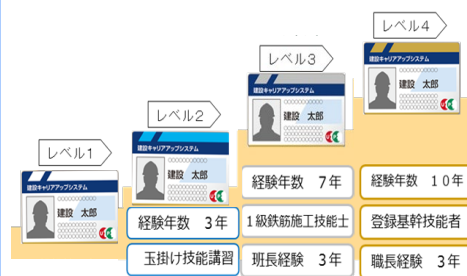 レベル1
建設キャリアアップシステム
建設 太郎
レベル2
建設キャリアアップシステム
建設 太郎
経験年数 3年
玉掛け技能講習
レベル3
建設キャリアアップシステム
建設 太郎
経験年数 7年
1級鉄筋施工技能士
班長経験 3年
レベル4
建設キャリアアップシステム
建設 太郎
経験年数 10年
登録基幹技能者
職長経験 3年